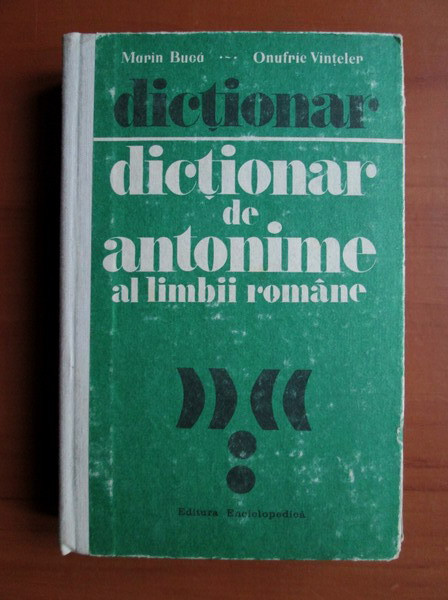 Marin Bucă ·–· Onufrie Vințeler
dicționar
dicționar
de
antonime
al limbii române
Editura Enciclopedică